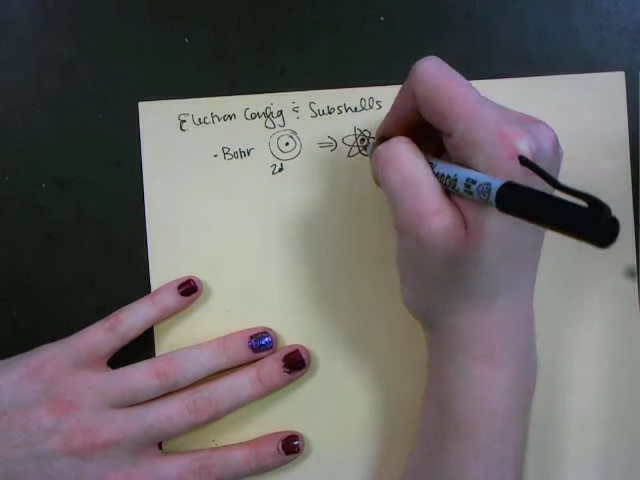 Electron Config & Subshells
· Bohr ⇒
2d